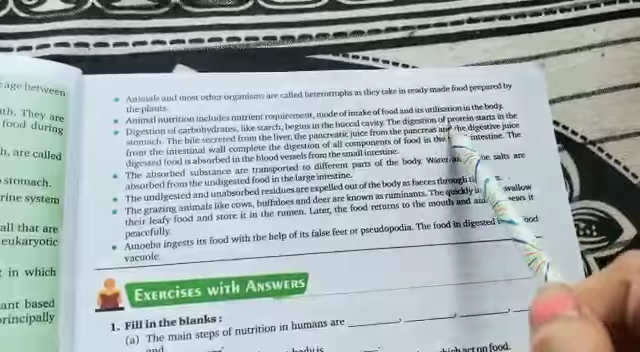 age between
th. They are
food during
h, are called
stomach.
rine system
all that are
eukaryotic
in which
ant based
principally
Animals and most other organisms are called heterotrophs as they take in ready made food prepared by
the plants.
Animal nutrition includes nutrient requirement, mode of intake of food and its utilisation in the body.
Digestion of carbohydrates, like starch, begins in the buccal cavity. The digestion of protein starts in the
stomach. The bile secreted from the liver, the pancreatic juice from the pancreas and the digestive juice
from the intestinal wall complete the digestion of all components of food in the intestine. The
digested food is absorbed in the blood vessels from the small intestine.
The absorbed substance are transported to different parts of the body. Water salts are
absorbed from the undigested food in the large intestine.
The undigested and unabsorbed residues are expelled out of the body as faeces through
The grazing animals like cows, buffaloes and deer are known as ruminants. The quickly swallow
their leafy food and store it in the rumen. Later, the food returns to the mouth and it
peacefully.
Amoeba ingests its food with the help of its false feet or pseudopodia. The food in digested
vacuole.
EXERCISES WITH ANSWERS
1. Fill in the blanks :
(a) The main steps of nutrition in humans are ________, ________, ________,
and
act on food.